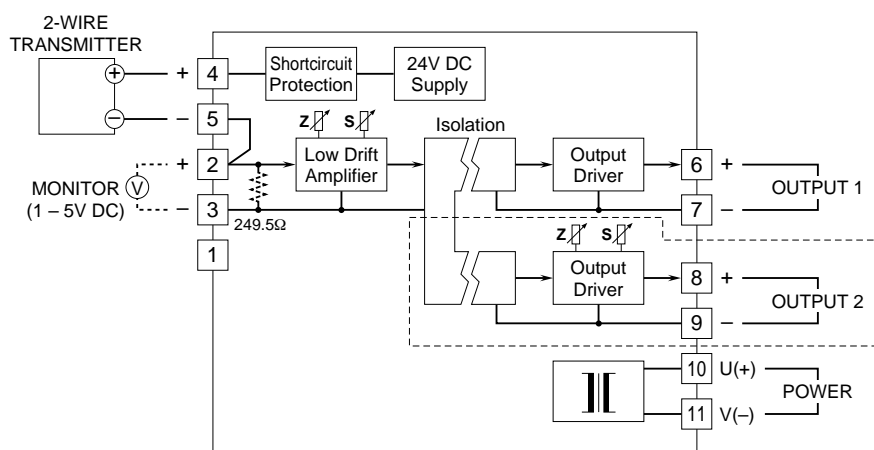 2-WIRE
TRANSMITTER
+
–
+
–
4
5
Shortcircuit
Protection
24V DC
Supply
Z
S
Isolation
+
–
2
3
MONITOR
(1 – 5V DC)
V
Low Drift
Amplifier
249.5Ω
1
Output
Driver
6
7
+
–
OUTPUT 1
Z
S
Output
Driver
8
9
+
–
OUTPUT 2
10
11
U(+)
V(–)
POWER